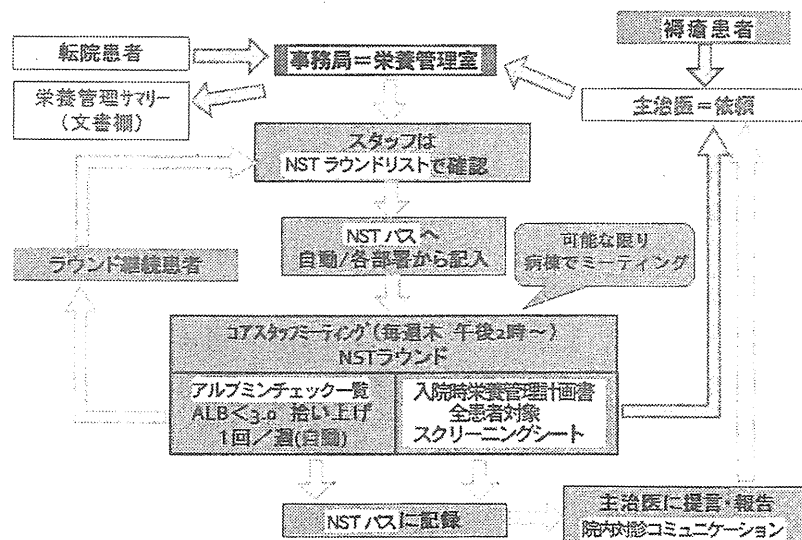 転院患者
事務局＝栄養管理室
褥瘡患者
栄養管理サマリー
(文書欄)
主治医＝依頼
スタッフは
NSTラウンドリストで確認
NSTパスへ
自動/各部署から記入
可能な限り
病棟でミーティング
ラウンド継続患者
コアスタッフミーティング(毎週木 午後2時～)
NSTラウンド
アルブミンチェック一覧
ALB＜3.0 拾い上げ
1回／週(自動)
入院時栄養管理計画書
全患者対象
スクリーニングシート
NSTパスに記録
主治医に提言・報告
院内対診コミュニケーション